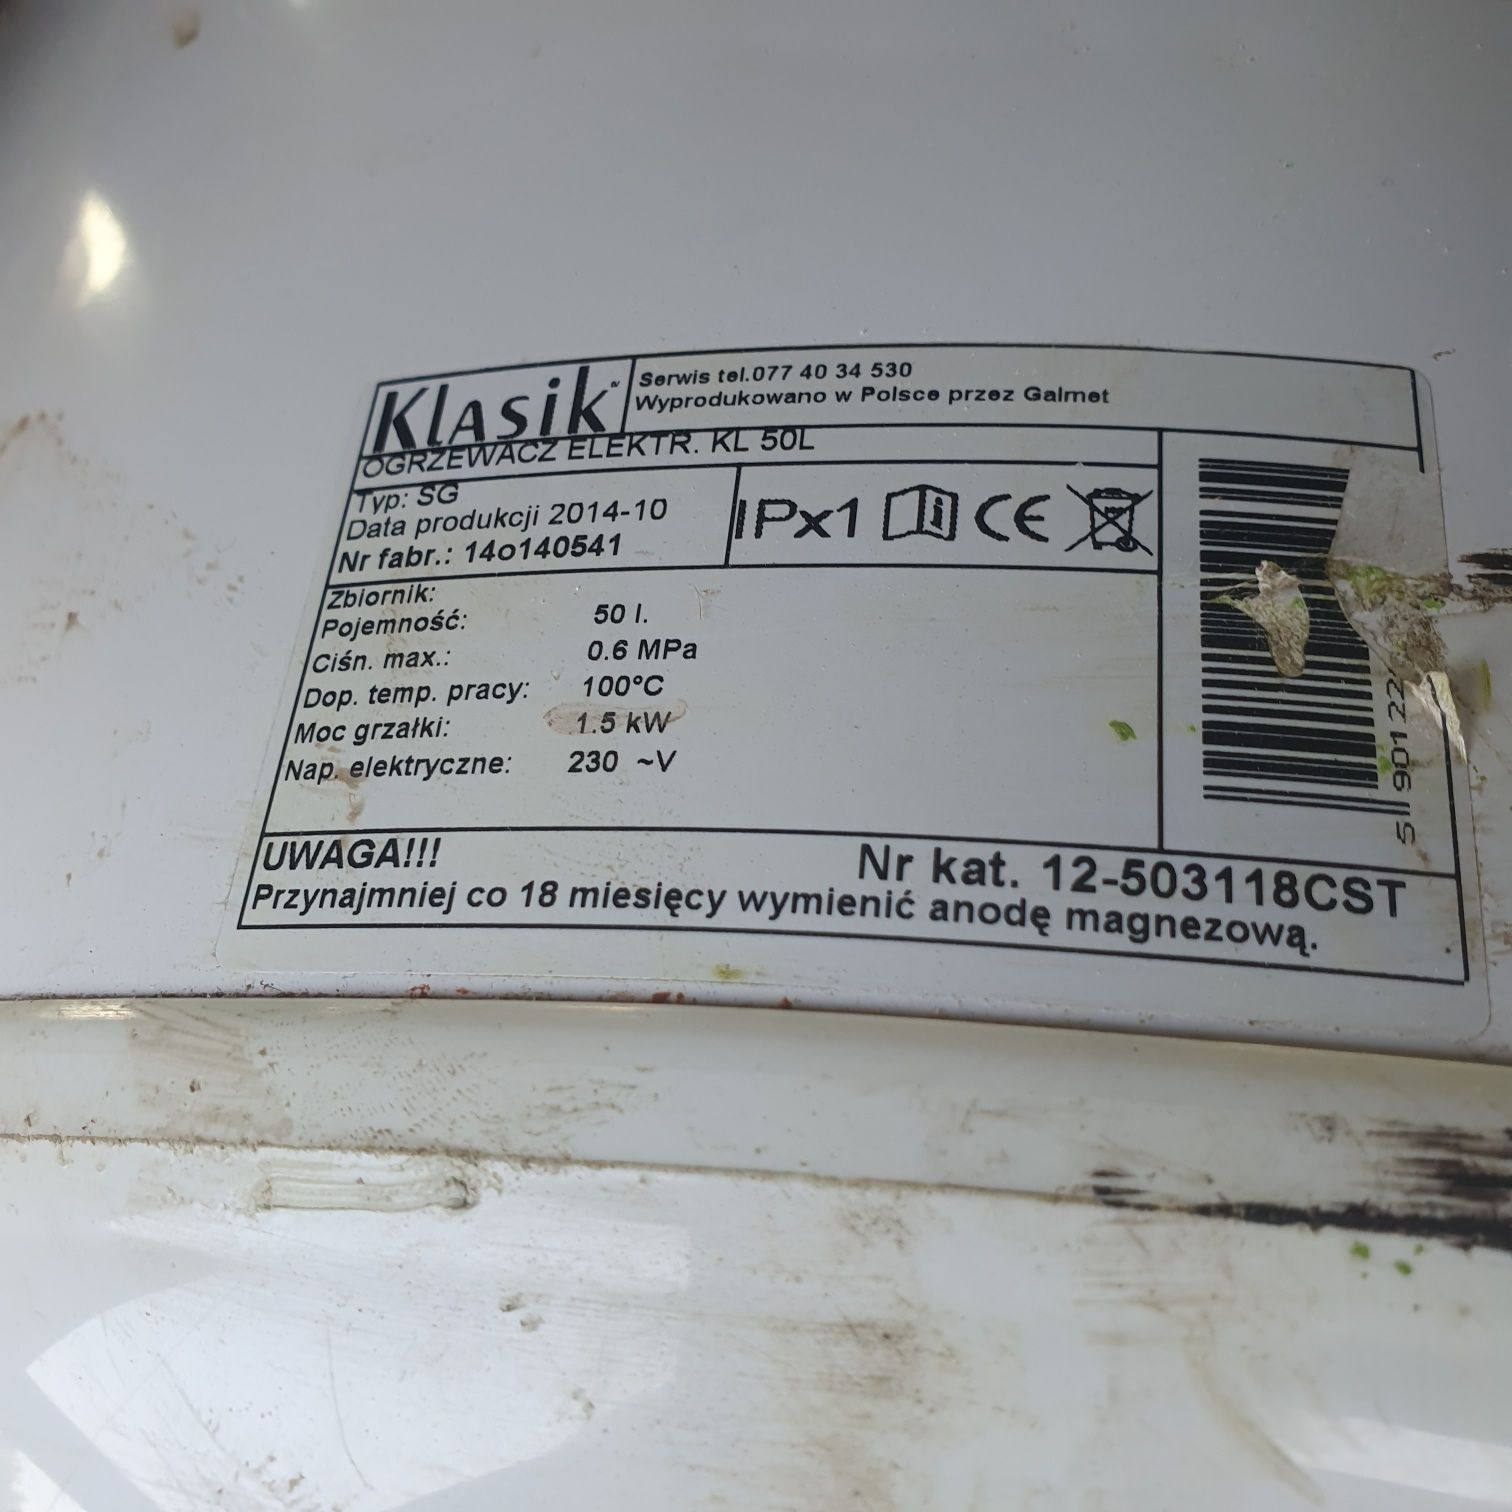 Klasik
Serwis tel.077 40 34 530
Wyprodukowano w Polsce przez Galmet
OGRZEWACZ ELEKTR. KL 50L
Typ: SG
Data produkcji 2014-10
Nr fabr.: 14o140541
IPx1 CE
Zbiornik:
Pojemność: 50 l.
Ciśn. max.: 0.6 MPa
Dop. temp. pracy: 100°C
Moc grzałki: 1.5 kW
Nap. elektryczne: 230 ~V
5 90122
UWAGA!!!
Nr kat. 12-503118CST
Przynajmniej co 18 miesięcy wymienić anodę magnezową.